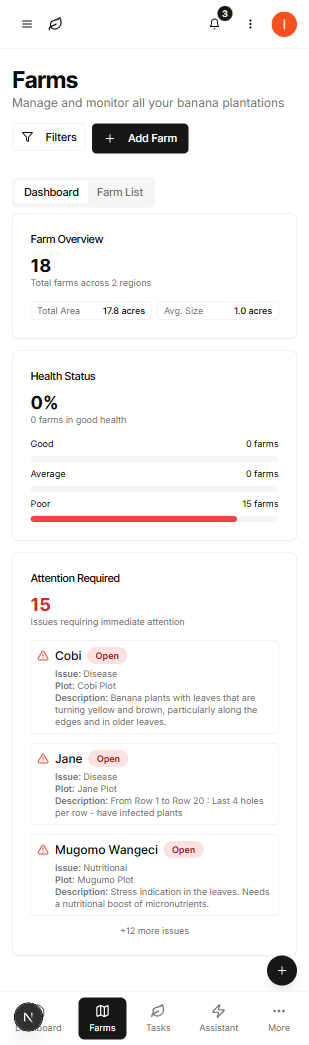 3
I
Farms
Manage and monitor all your banana plantations
Filters
Add Farm
Dashboard
Farm List
Farm Overview
18
Total farms across 2 regions
Total Area 17.8 acres
Avg. Size 1.0 acres
Health Status
0%
0 farms in good health
Good 0 farms
Average 0 farms
Poor 15 farms
Attention Required
15
Issues requiring immediate attention
Cobi Open
Issue: Disease
Plot: Cobi Plot
Description: Banana plants with leaves that are
turning yellow and brown, particularly along the
edges and in older leaves.
Jane Open
Issue: Disease
Plot: Jane Plot
Description: From Row 1 to Row 20 : Last 4 holes
per row - have infected plants
Mugomo Wangeci Open
Issue: Nutritional
Plot: Mugumo Plot
Description: Stress indication in the leaves. Needs
a nutritional boost of micronutrients.
+12 more issues
N
Farms
Tasks
Assistant
More